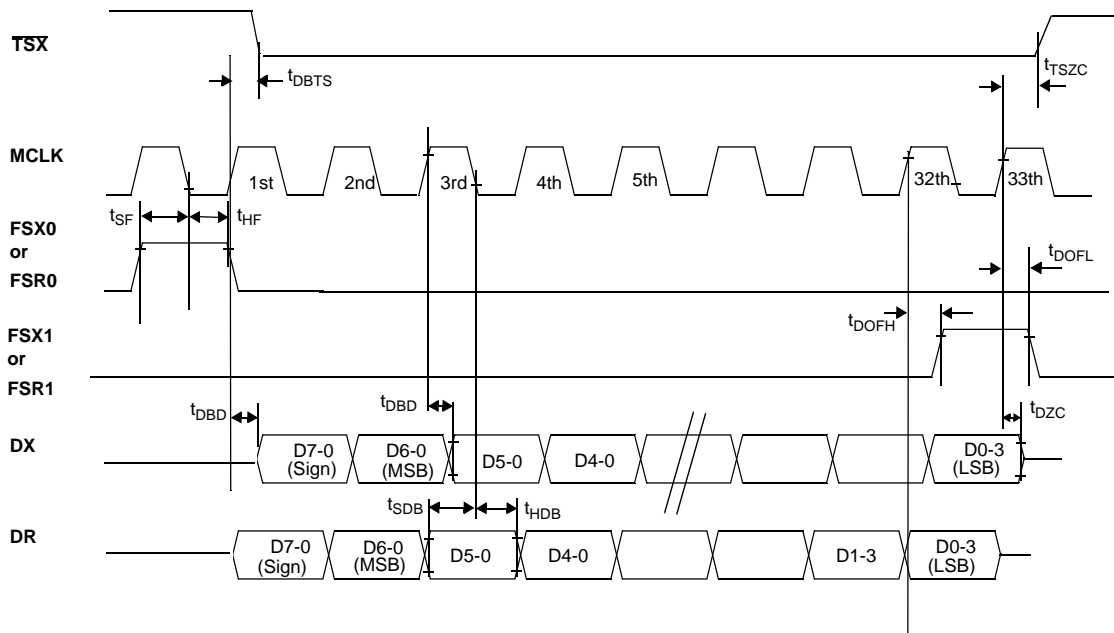 TSX
tDBTS
tTSZC
MCLK
1st 2nd 3rd 4th 5th 32th 33th
tSF tHF
FSX0
or
FSR0
tDOFL
tDOFH
FSX1
or
FSR1
tDBD tDBD tDZC
DX
D7-0 D6-0 D5-0 D4-0 D0-3
(Sign) (MSB) (LSB)
tSDB tHDB
DR
D7-0 D6-0 D5-0 D4-0 D1-3 D0-3
(Sign) (MSB) (LSB)